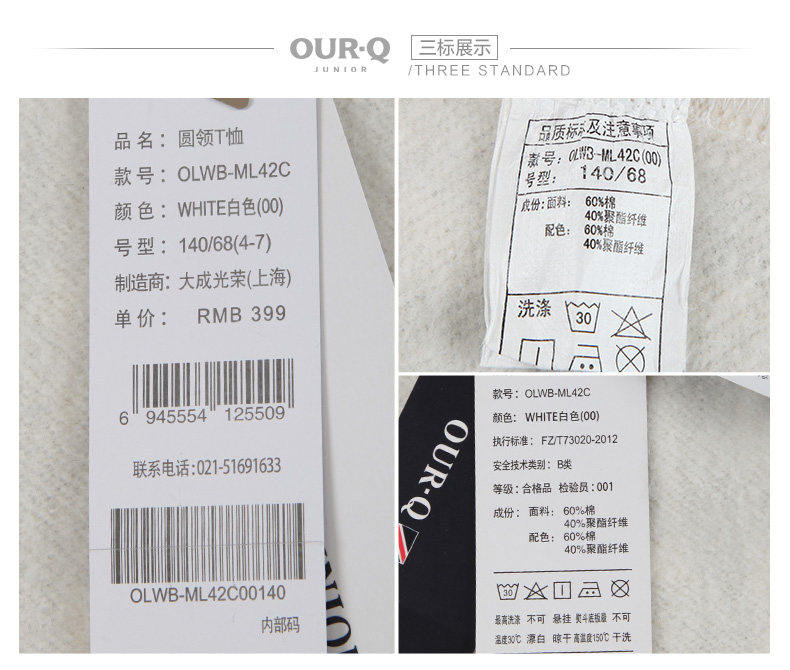 OUR·Q
JUNIOR
三标展示
/THREE STANDARD
品名：圆领T恤
款号：OLWB-ML42C
颜色：WHITE白色(00)
号型：140/68(4-7)
制造商：大成光荣(上海)
单价：RMB 399
6 945554 125509
联系电话：021-51691633
OLWB-ML42C00140
内部码
品质标志及注意事项
款号：OLWB-ML42C(00)
号型：140/68
成份：面料：60%棉
40%聚酯纤维
配色：60%棉
40%聚酯纤维
洗涤
30
OUR·Q
款号：OLWB-ML42C
颜色：WHITE白色(00)
执行标准：FZ/T73020-2012
安全技术类别：B类
等级：合格品 检验员：001
成份：面料：60%棉
40%聚酯纤维
配色：60%棉
40%聚酯纤维
30
最高洗涤 不可 悬挂 熨斗底板最 不可
温度30℃ 漂白 晾干 高温度150℃ 干洗